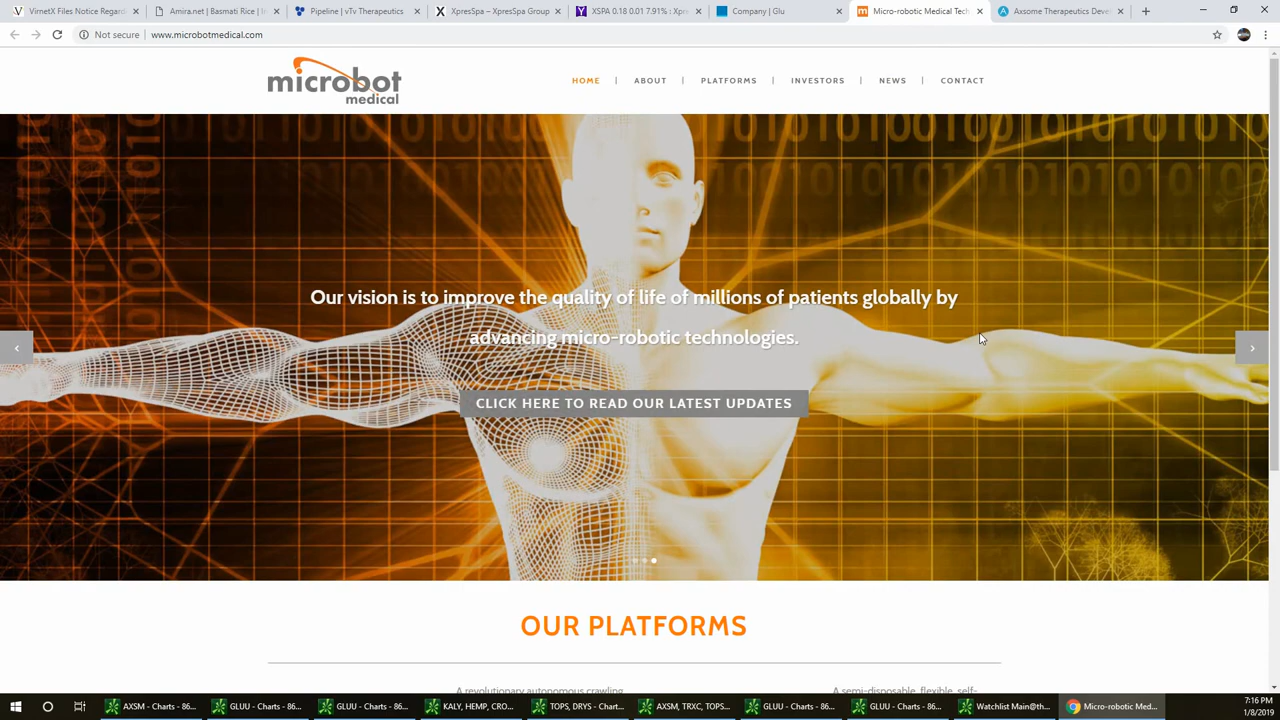 VirnetX Files Notice Regardi
Amira.net | Basmati Rice | In
Pipeline | vTv Therapeutics
XpresSpa – XpresSpa Group
XSPA 0.18 0.01 7.91% : Xpre
Company | Glu
Micro-robotic Medical Tech
Axsome Therapeutics Devel
Not secure
www.microbotmedical.com
microbot
medical
HOME | ABOUT | PLATFORMS | INVESTORS | NEWS | CONTACT
Our vision is to improve the quality of life of millions of patients globally by
advancing micro-robotic technologies.
CLICK HERE TO READ OUR LATEST UPDATES
OUR PLATFORMS
A revolutionary autonomous crawling
A semi-disposable, flexible, self-
AXSM - Charts - 86...
GLUU - Charts - 86...
GLUU - Charts - 86...
KALY, HEMP, CRO...
TOPS, DRYS - Chart...
AXSM, TRXC, TOPS...
GLUU - Charts - 86...
GLUU - Charts - 86...
Watchlist Main@th...
Micro-robotic Med...
7:16 PM
1/8/2019